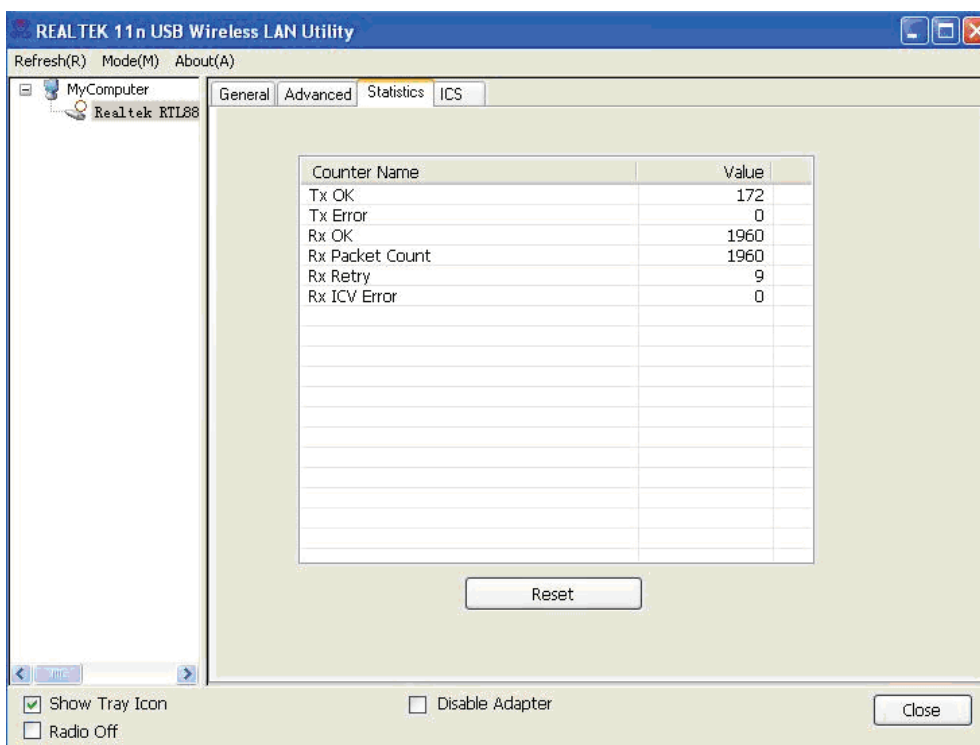 REALTEK 11n USB Wireless LAN Utility
Refresh(R) Mode(M) About(A)
MyComputer
Realtek RTL88
General Advanced Statistics ICS
Counter Name Value
Tx OK 172
Tx Error 0
Rx OK 1960
Rx Packet Count 1960
Rx Retry 9
Rx ICV Error 0
Reset
Show Tray Icon Disable Adapter
Radio Off
Close